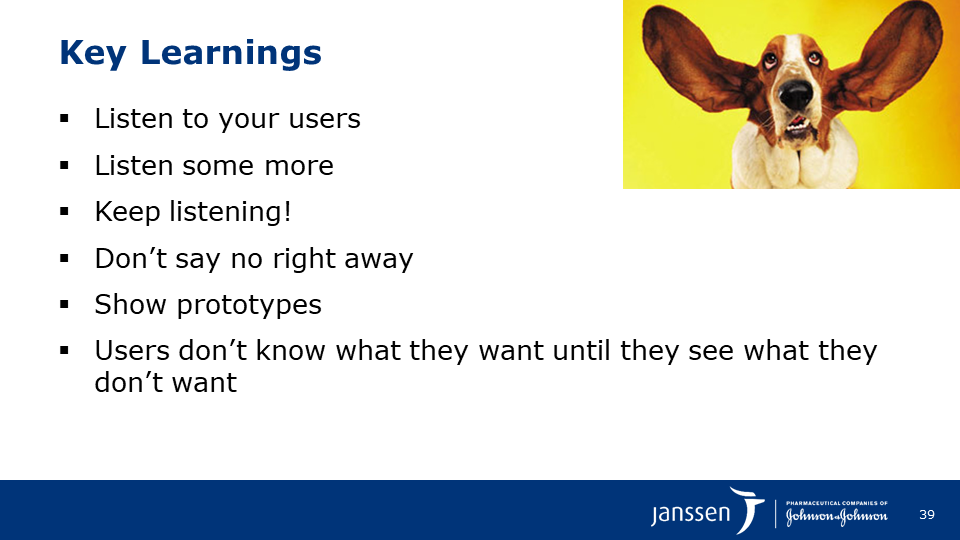 Key Learnings
▪ Listen to your users
▪ Listen some more
▪ Keep listening!
▪ Don’t say no right away
▪ Show prototypes
▪ Users don’t know what they want until they see what they
don’t want
janssen
PHARMACEUTICAL COMPANIES OF
Johnson&Johnson
39